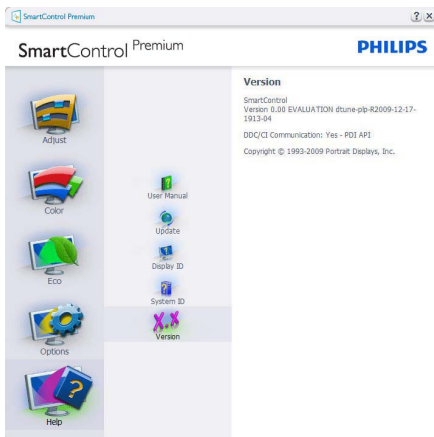 SmartControl Premium
SmartControl Premium
PHILIPS
Adjust
Color
Eco
Options
Help
User Manual
Update
Display ID
System ID
Version
Version
SmartControl
Version 0.00 EVALUATION dtune-plp-R2009-12-17-
1913-04
DDC/CI Communication: Yes - PDI API
Copyright © 1993-2009 Portrait Displays, Inc.